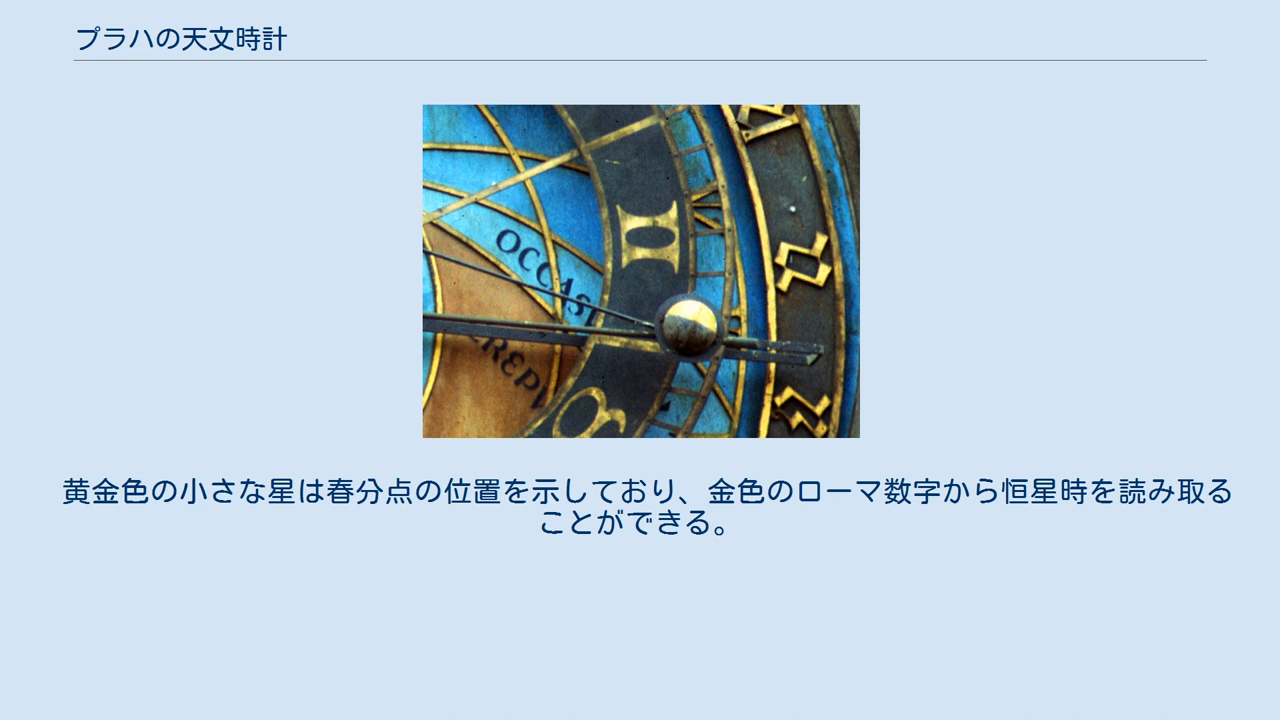 プラハの天文時計
OCCAS
CREPV
黄金色の小さな星は春分点の位置を示しており、金色のローマ数字から恒星時を読み取る
ことができる。